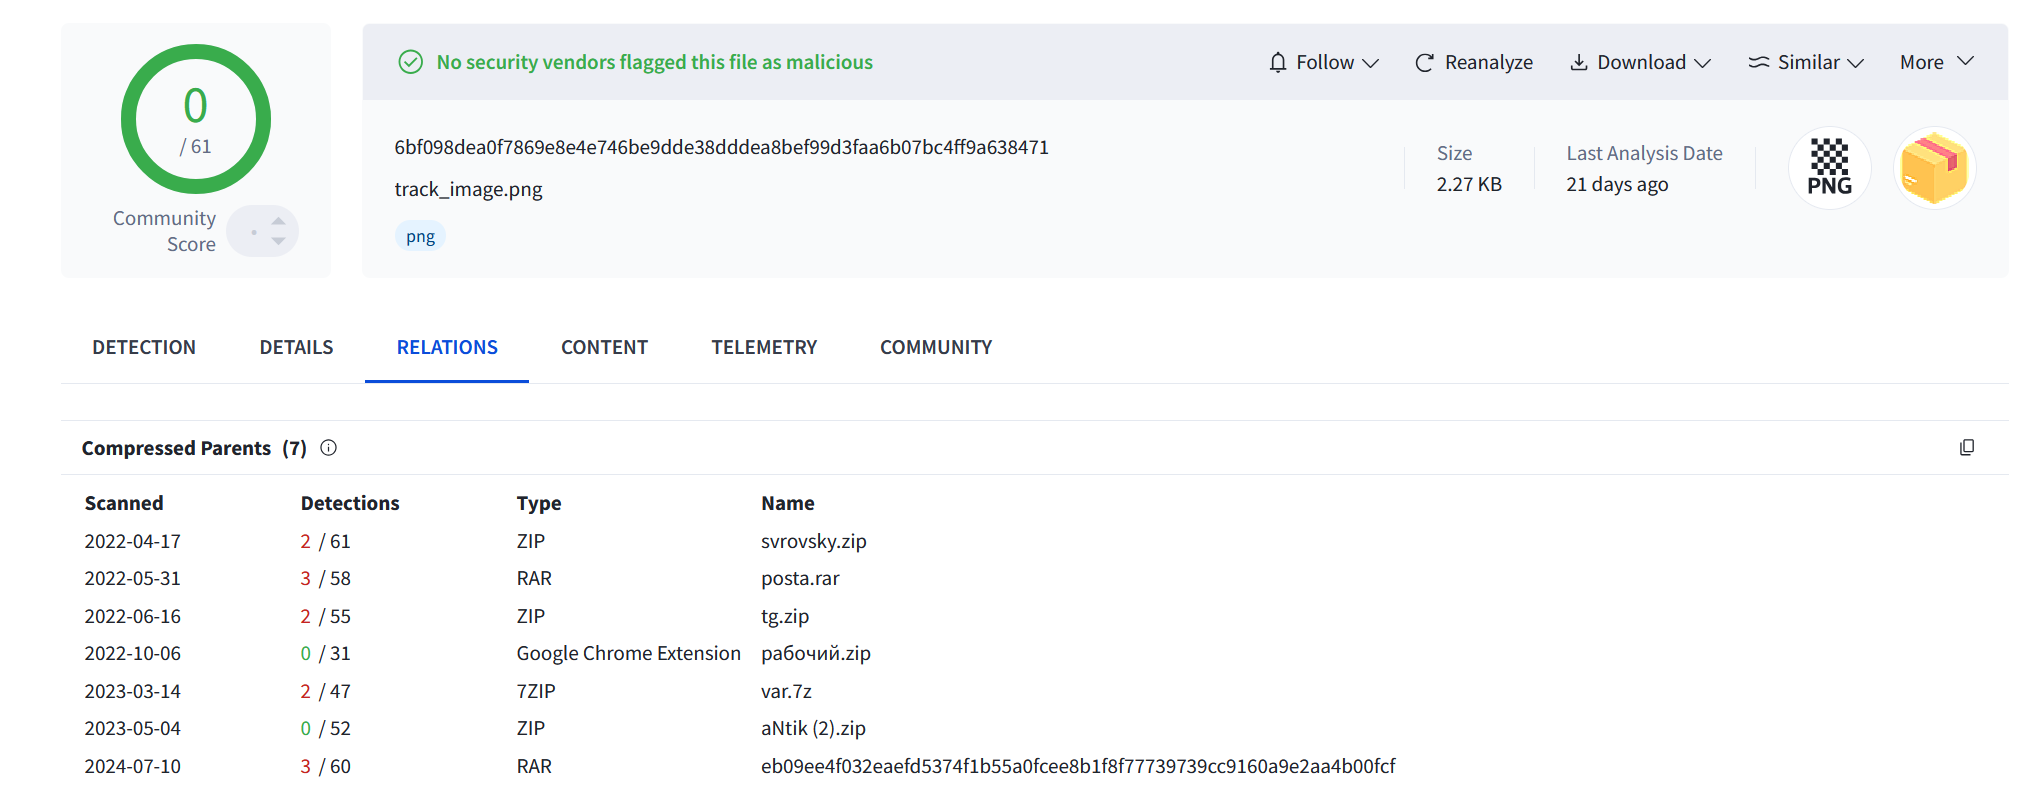 0
/ 61
Community Score
No security vendors flagged this file as malicious
Follow
Reanalyze
Download
Similar
More
6bf098dea0f7869e8e4e746be9dde38dddea8bef99d3faa6b07bc4ff9a638471
track_image.png
png
Size
2.27 KB
Last Analysis Date
21 days ago
PNG
DETECTION DETAILS RELATIONS CONTENT TELEMETRY COMMUNITY
Compressed Parents (7)
Scanned Detections Type Name
2022-04-17 2 / 61 ZIP svrovsky.zip
2022-05-31 3 / 58 RAR posta.rar
2022-06-16 2 / 55 ZIP tg.zip
2022-10-06 0 / 31 Google Chrome Extension рабочий.zip
2023-03-14 2 / 47 7ZIP var.7z
2023-05-04 0 / 52 ZIP aNtik (2).zip
2024-07-10 3 / 60 RAR eb09ee4f032eaefd5374f1b55a0fcee8b1f8f77739739cc9160a9e2aa4b00fcf